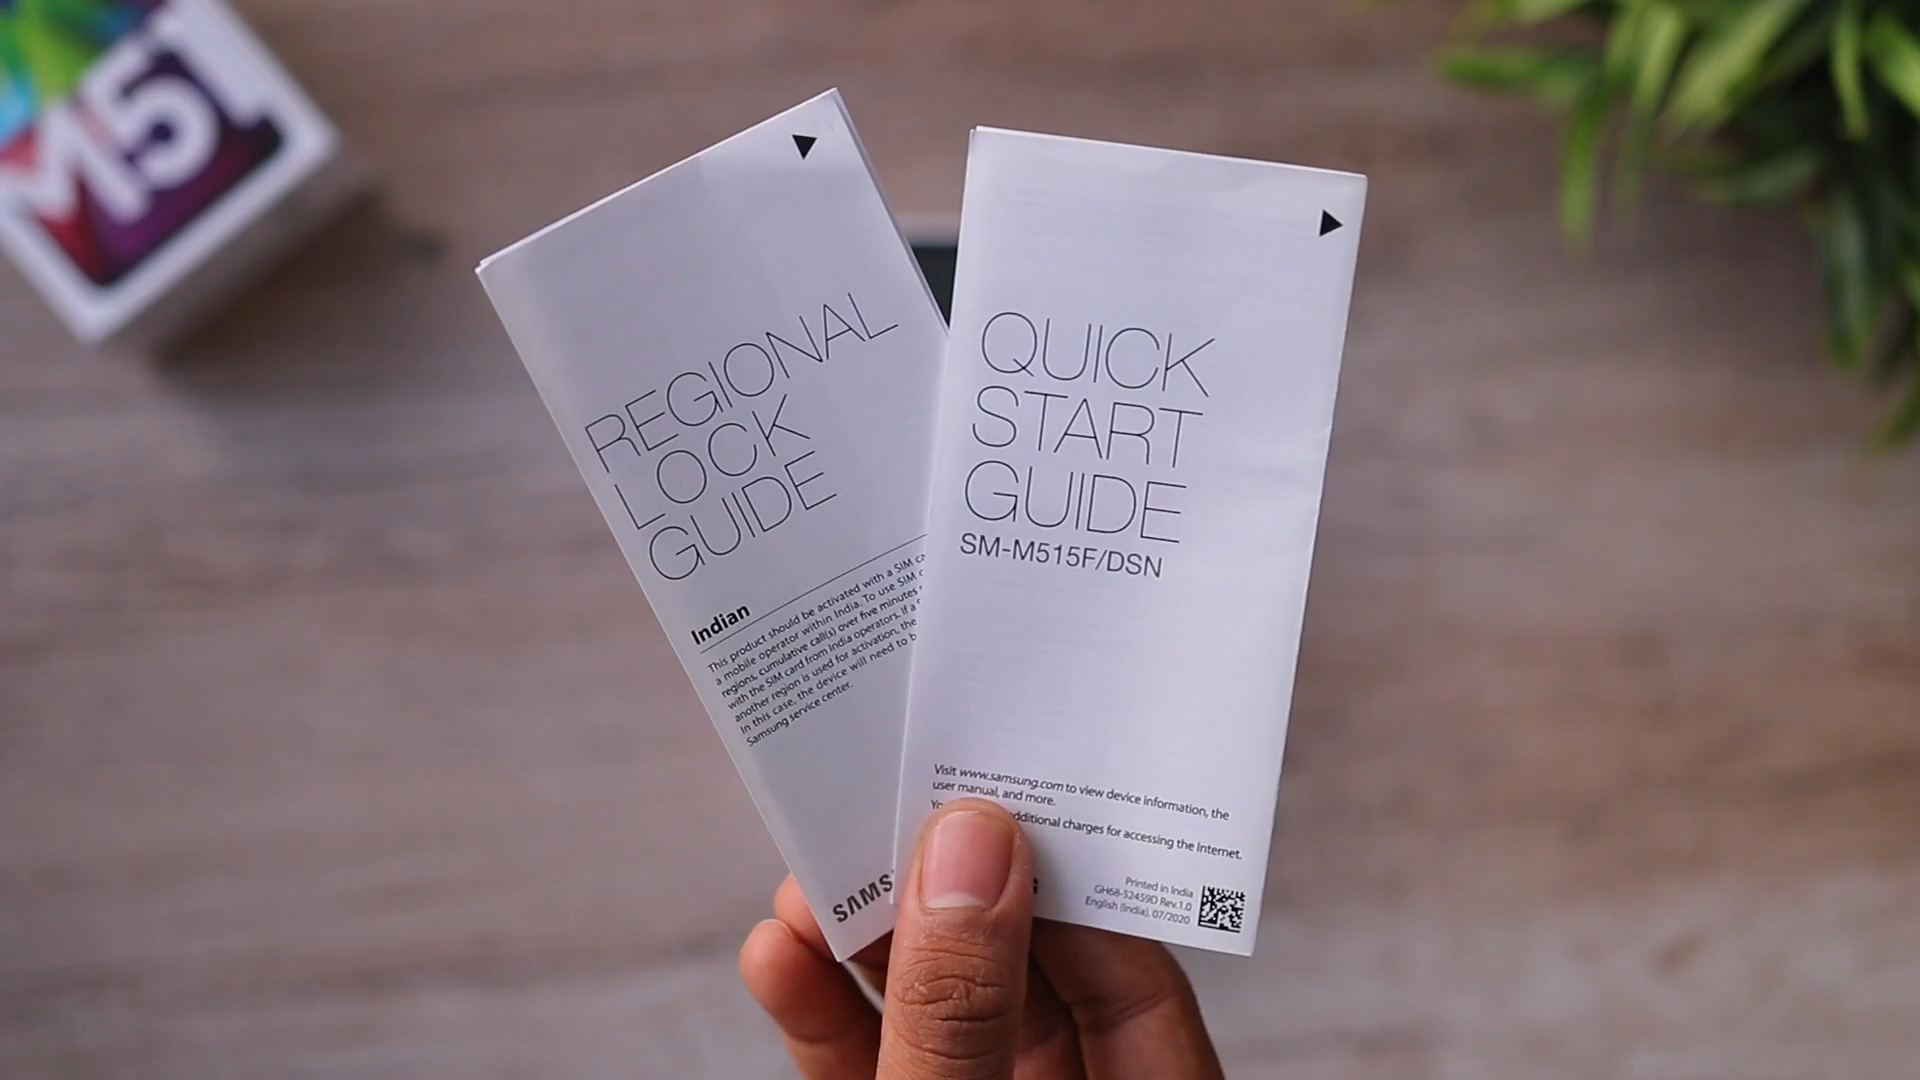 M51
REGIONAL
LOCK
GUIDE
Indian
This product should be activated with a SIM
a mobile operator within India. To use SIM
regions, cumulative call(s) over five minutes
with the SIM card from India operators. If a
another region is used for activation, the
In this case, the device will need to
Samsung service center.
SAMS
QUICK
START
GUIDE
SM-M515F/DSN
Visit www.samsung.com to view device information, the
user manual, and more.
additional charges for accessing the Internet.
Printed in India
GH68-52459D Rev.1.0
English (India). 07/2020